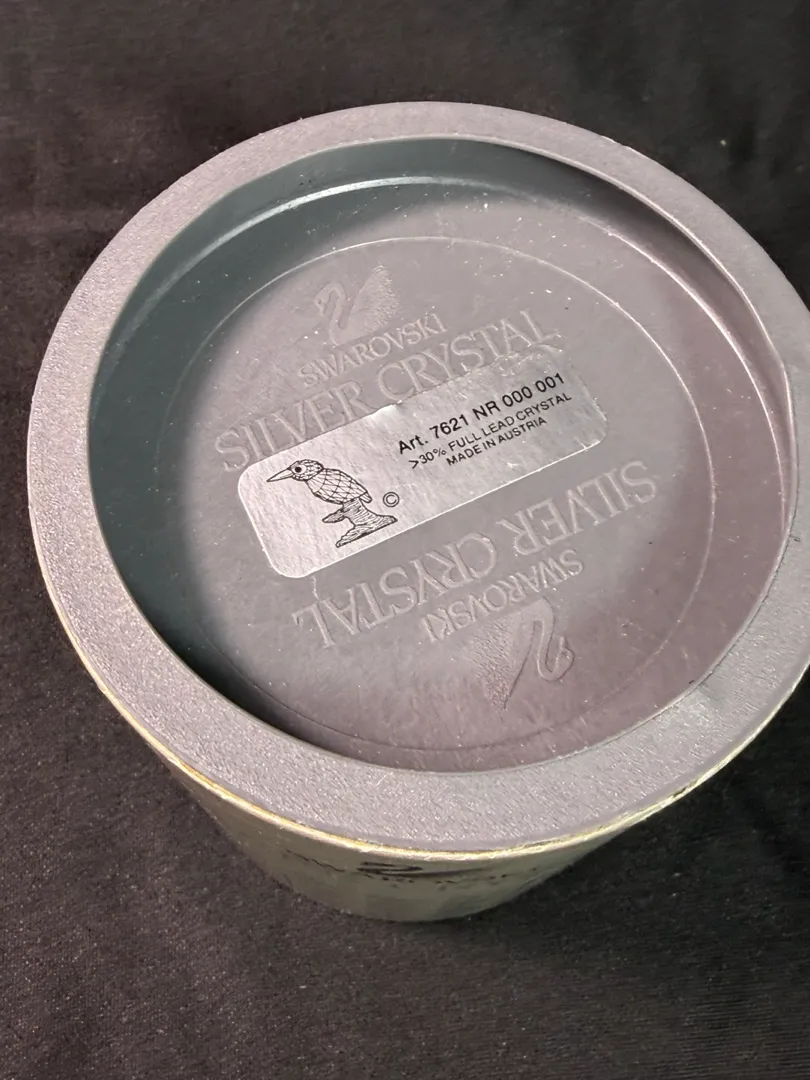 SWAROVSKI
SILVER CRYSTAL
Art. 7621 NR 000 001
>30% FULL LEAD CRYSTAL
MADE IN AUSTRIA
©
SILVER CRYSTAL
SWAROVSKI